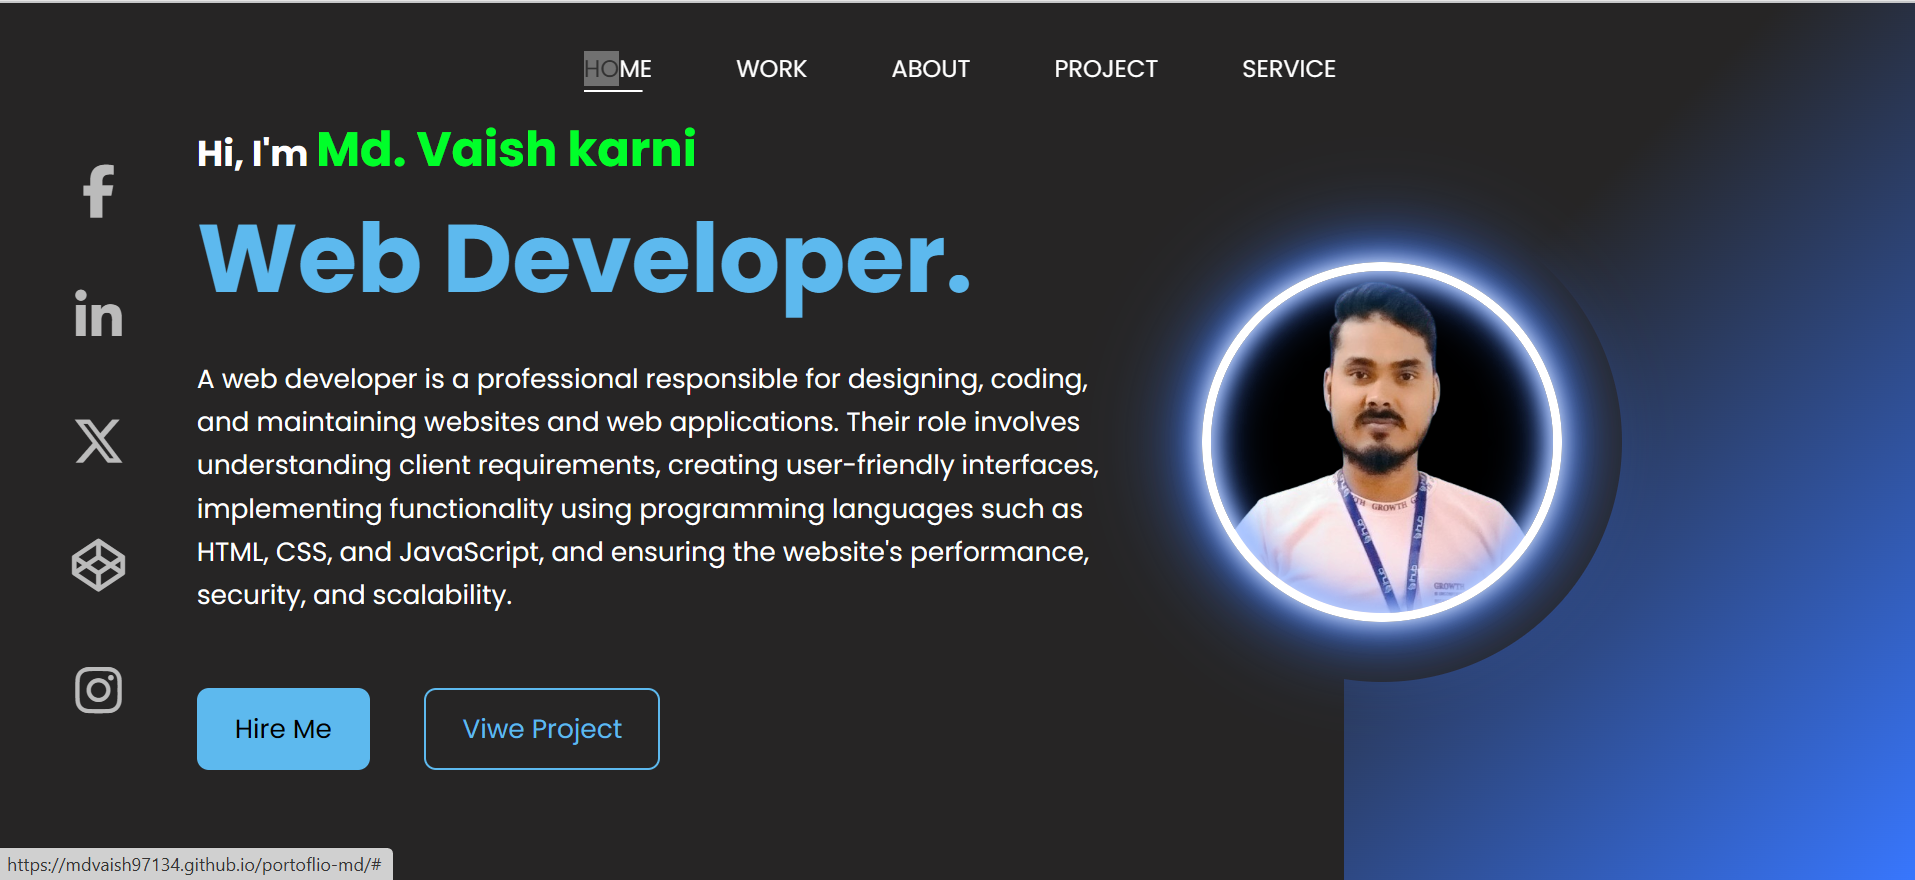 HOME WORK ABOUT PROJECT SERVICE
Hi, I'm Md. Vaish karni
Web Developer.
A web developer is a professional responsible for designing, coding,
and maintaining websites and web applications. Their role involves
understanding client requirements, creating user-friendly interfaces,
implementing functionality using programming languages such as
HTML, CSS, and JavaScript, and ensuring the website's performance,
security, and scalability.
GROWTH
GROWTH
Hire Me Viwe Project
https://mdvaish97134.github.io/portoflio-md/#